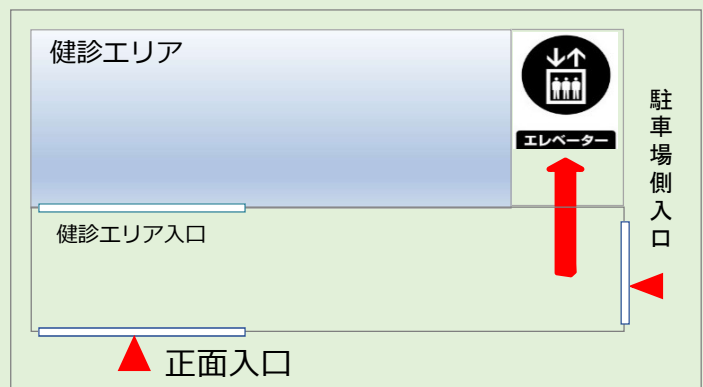 健診エリア
エレベーター
駐車場側入口
健診エリア入口
正面入口